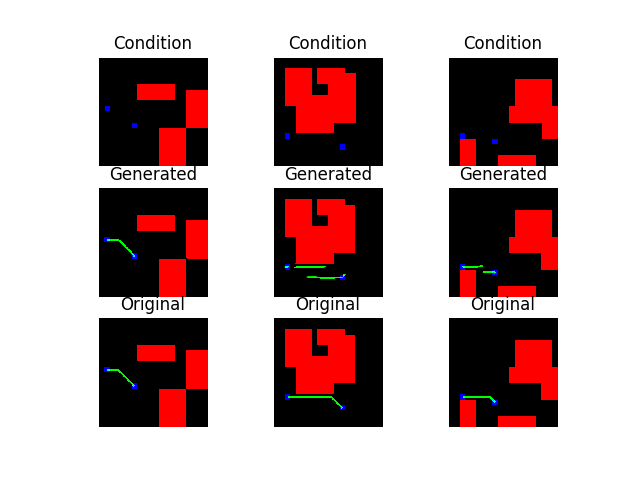 Condition Condition Condition
Generated Generated Generated
Original Original Original